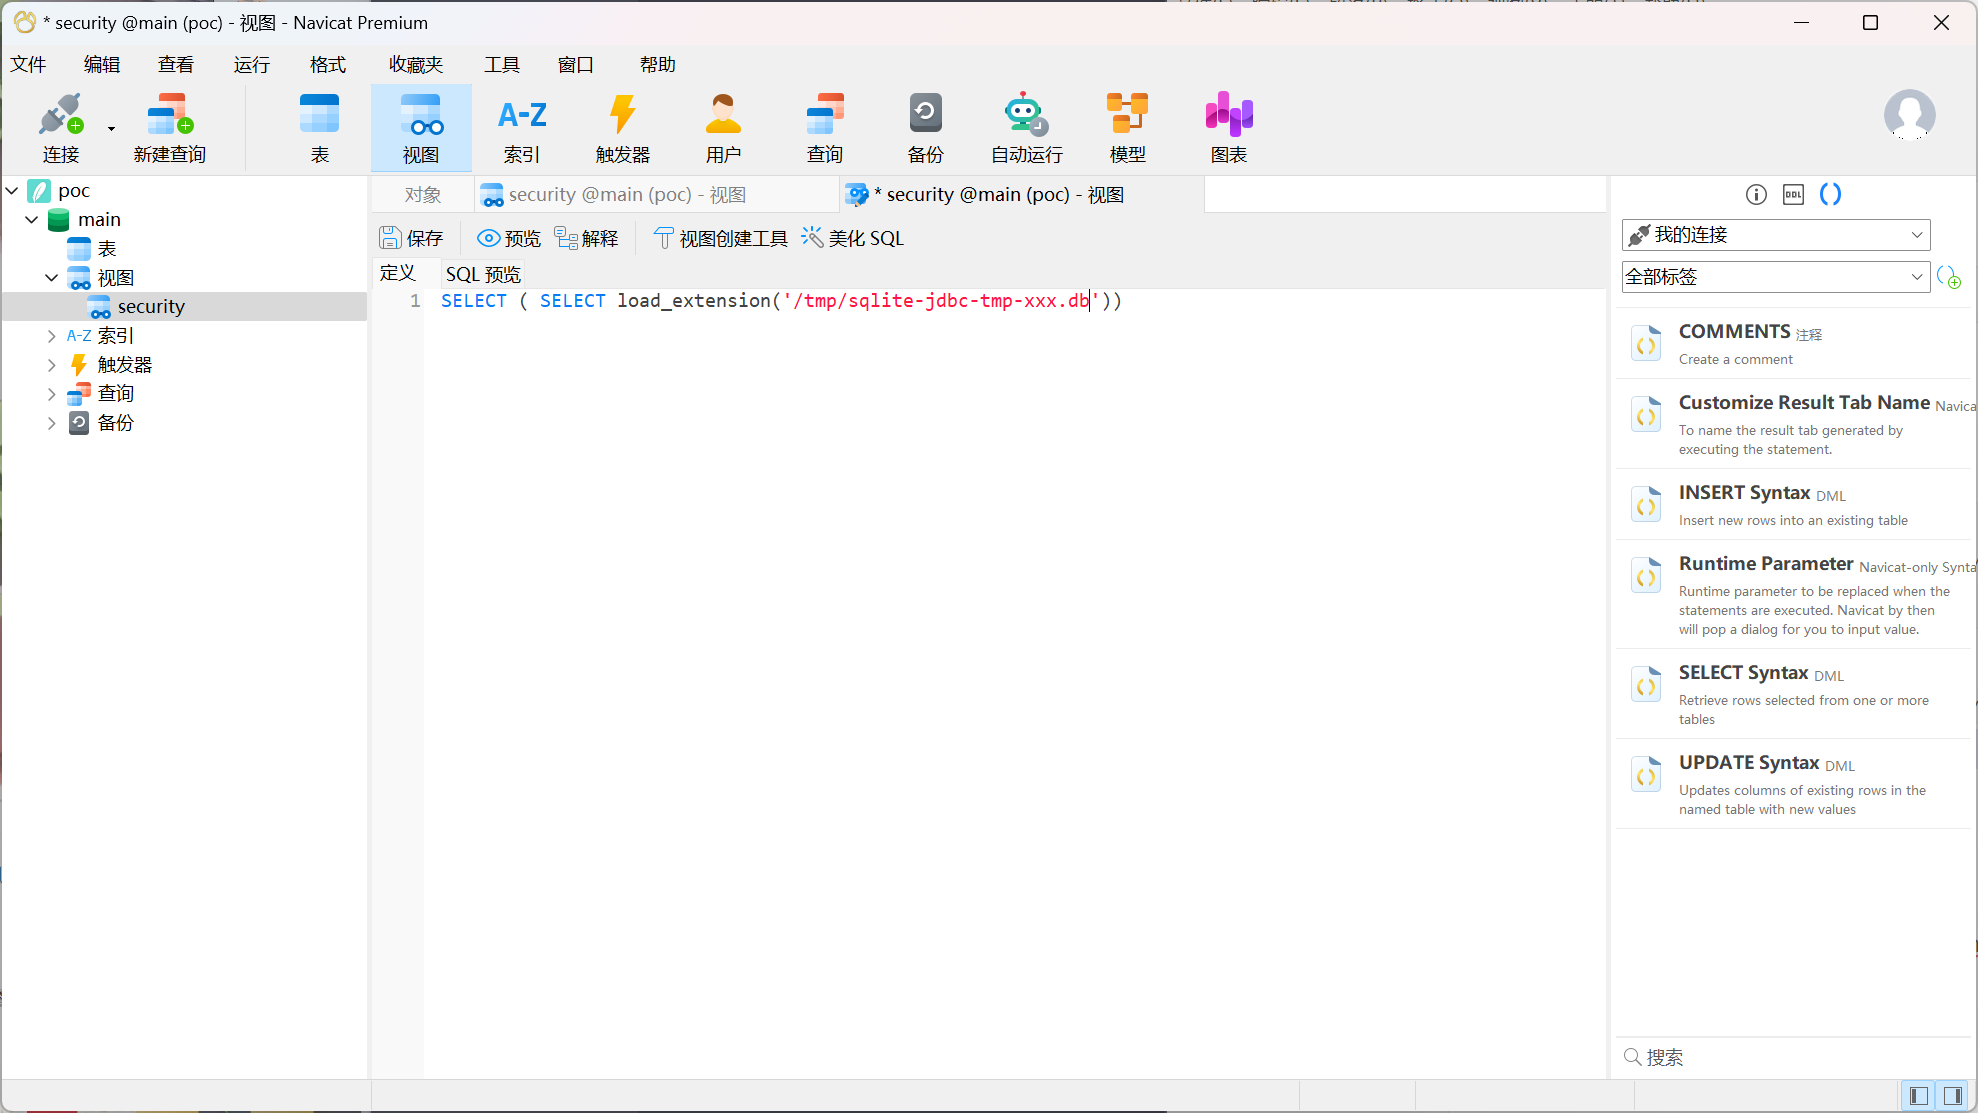 * security @main (poc) - 视图 - Navicat Premium
文件 编辑 查看 运行 格式 收藏夹 工具 窗口 帮助
连接 新建查询 表 视图 A-Z 索引 触发器 用户 查询 备份 自动运行 模型 图表
poc
main
表
视图
security
A-Z 索引
触发器
查询
备份
对象 security @main (poc) - 视图 * security @main (poc) - 视图
保存 预览 解释 视图创建工具 美化 SQL
定义 SQL 预览
1 SELECT ( SELECT load_extension('/tmp/sqlite-jdbc-tmp-xxx.db'))
DDL
我的连接
全部标签
COMMENTS 注释
Create a comment
Customize Result Tab Name Navica
To name the result tab generated by
executing the statement.
INSERT Syntax DML
Insert new rows into an existing table
Runtime Parameter Navicat-only Synta
Runtime parameter to be replaced when the
statements are executed. Navicat by then
will pop a dialog for you to input value.
SELECT Syntax DML
Retrieve rows selected from one or more
tables
UPDATE Syntax DML
Updates columns of existing rows in the
named table with new values
搜索